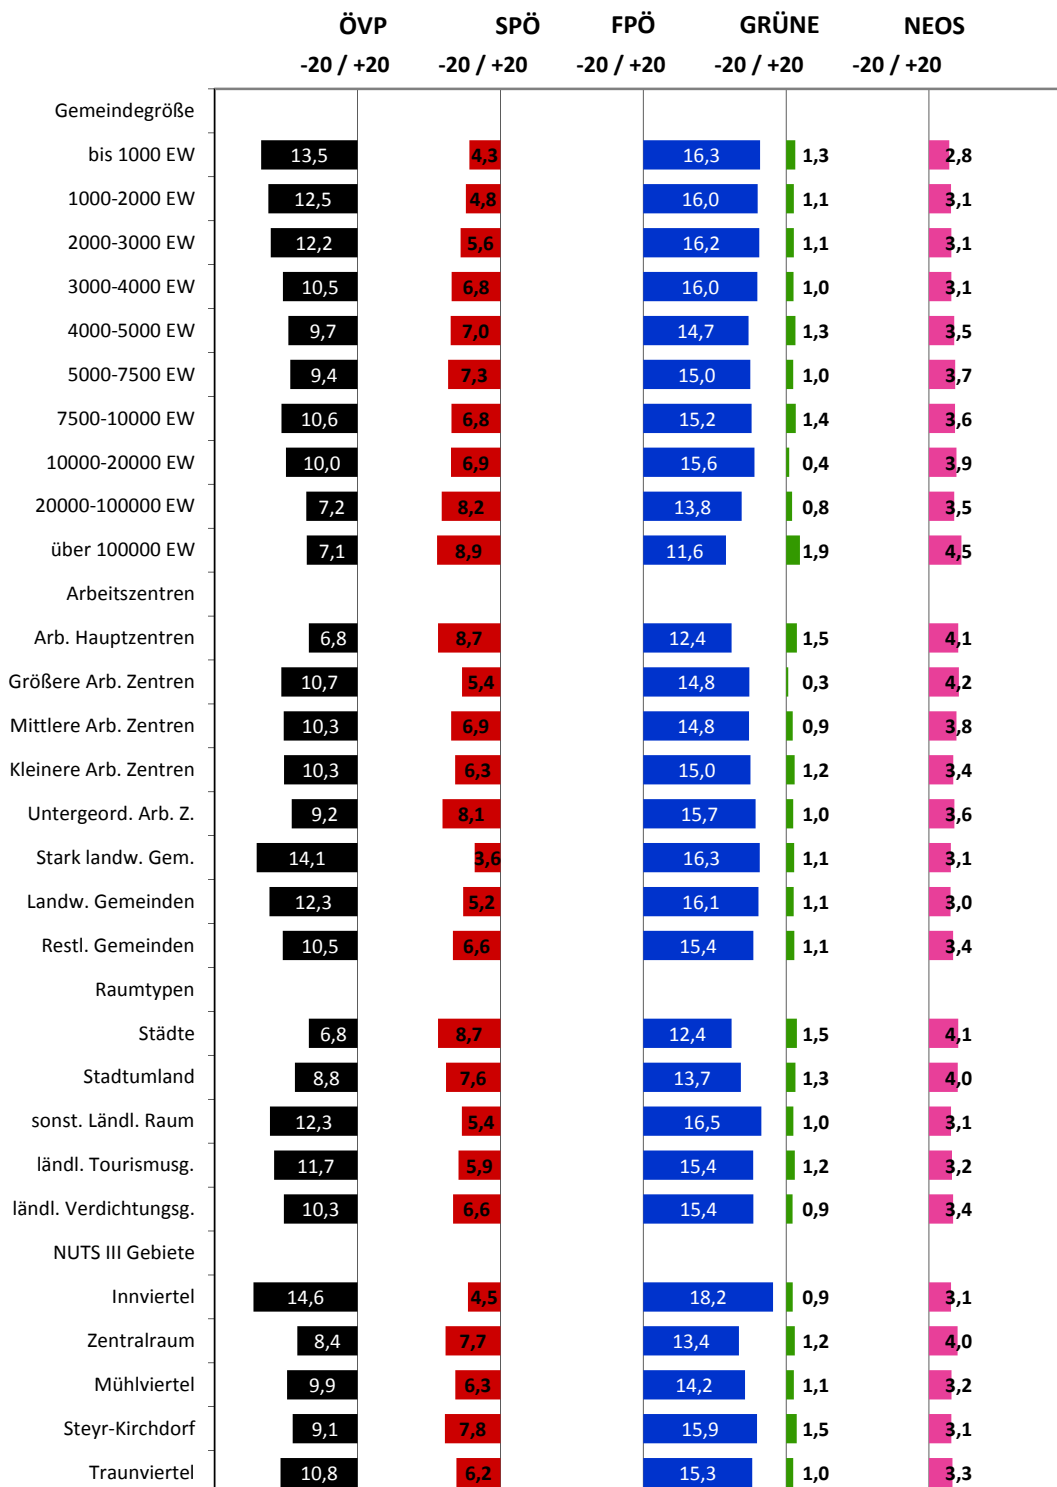 ÖVP SPÖ FPÖ GRÜNE NEOS
-20 / +20 -20 / +20 -20 / +20 -20 / +20 -20 / +20
Gemeindegröße
bis 1000 EW 13,5 4,3 16,3 1,3 2,8
1000-2000 EW 12,5 4,8 16,0 1,1 3,1
2000-3000 EW 12,2 5,6 16,2 1,1 3,1
3000-4000 EW 10,5 6,8 16,0 1,0 3,1
4000-5000 EW 9,7 7,0 14,7 1,3 3,5
5000-7500 EW 9,4 7,3 15,0 1,0 3,7
7500-10000 EW 10,6 6,8 15,2 1,4 3,6
10000-20000 EW 10,0 6,9 15,6 0,4 3,9
20000-100000 EW 7,2 8,2 13,8 0,8 3,5
über 100000 EW 7,1 8,9 11,6 1,9 4,5
Arbeitszentren
Arb. Hauptzentren 6,8 8,7 12,4 1,5 4,1
Größere Arb. Zentren 10,7 5,4 14,8 0,3 4,2
Mittlere Arb. Zentren 10,3 6,9 14,8 0,9 3,8
Kleinere Arb. Zentren 10,3 6,3 15,0 1,2 3,4
Untergeord. Arb. Z. 9,2 8,1 15,7 1,0 3,6
Stark landw. Gem. 14,1 3,6 16,3 1,1 3,1
Landw. Gemeinden 12,3 5,2 16,1 1,1 3,0
Restl. Gemeinden 10,5 6,6 15,4 1,1 3,4
Raumtypen
Städte 6,8 8,7 12,4 1,5 4,1
Stadtumland 8,8 7,6 13,7 1,3 4,0
sonst. Ländl. Raum 12,3 5,4 16,5 1,0 3,1
ländl. Tourismusg. 11,7 5,9 15,4 1,2 3,2
ländl. Verdichtungsg. 10,3 6,6 15,4 0,9 3,4
NUTS III Gebiete
Innviertel 14,6 4,5 18,2 0,9 3,1
Zentralraum 8,4 7,7 13,4 1,2 4,0
Mühlviertel 9,9 6,3 14,2 1,1 3,2
Steyr-Kirchdorf 9,1 7,8 15,9 1,5 3,1
Traunviertel 10,8 6,2 15,3 1,0 3,3